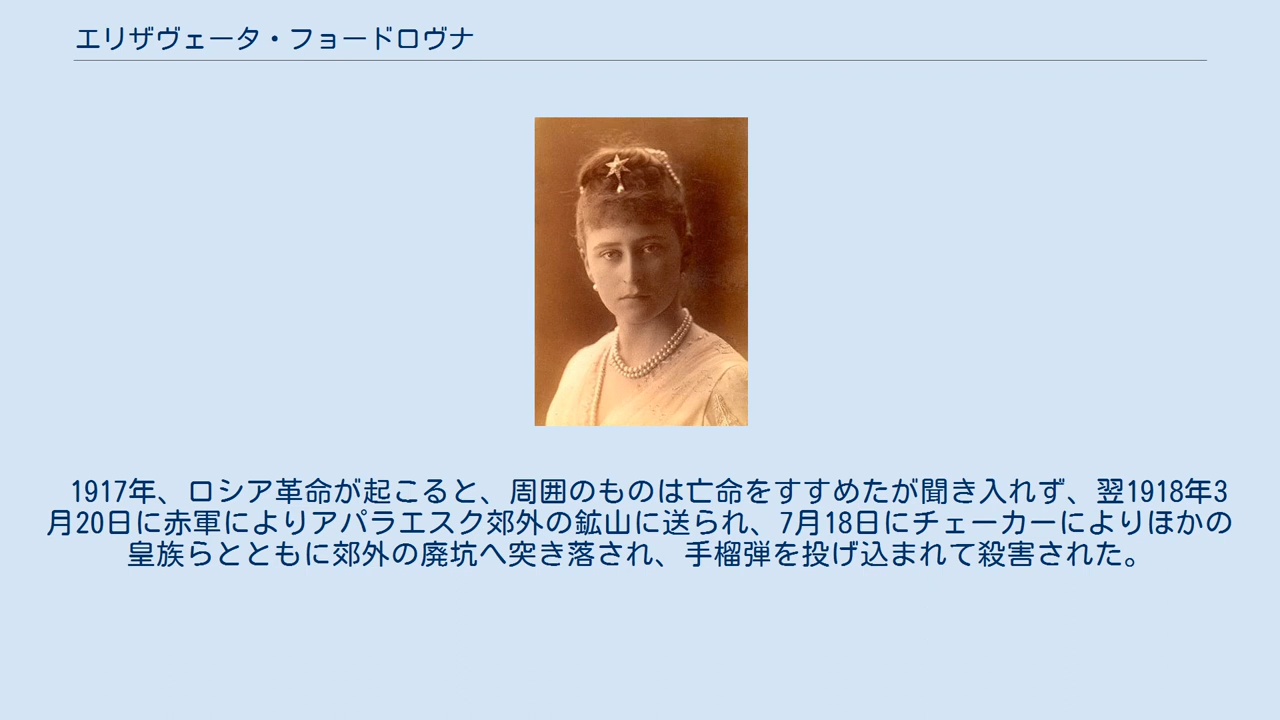 エリザヴェータ・フョードロヴナ
1917年、ロシア革命が起こると、周囲のものは亡命をすすめたが聞き入れず、翌1918年3
月20日に赤軍によりアパラエスク郊外の鉱山に送られ、7月18日にチェーカーによりほかの
皇族らとともに郊外の廃坑へ突き落され、手榴弾を投げ込まれて殺害された。